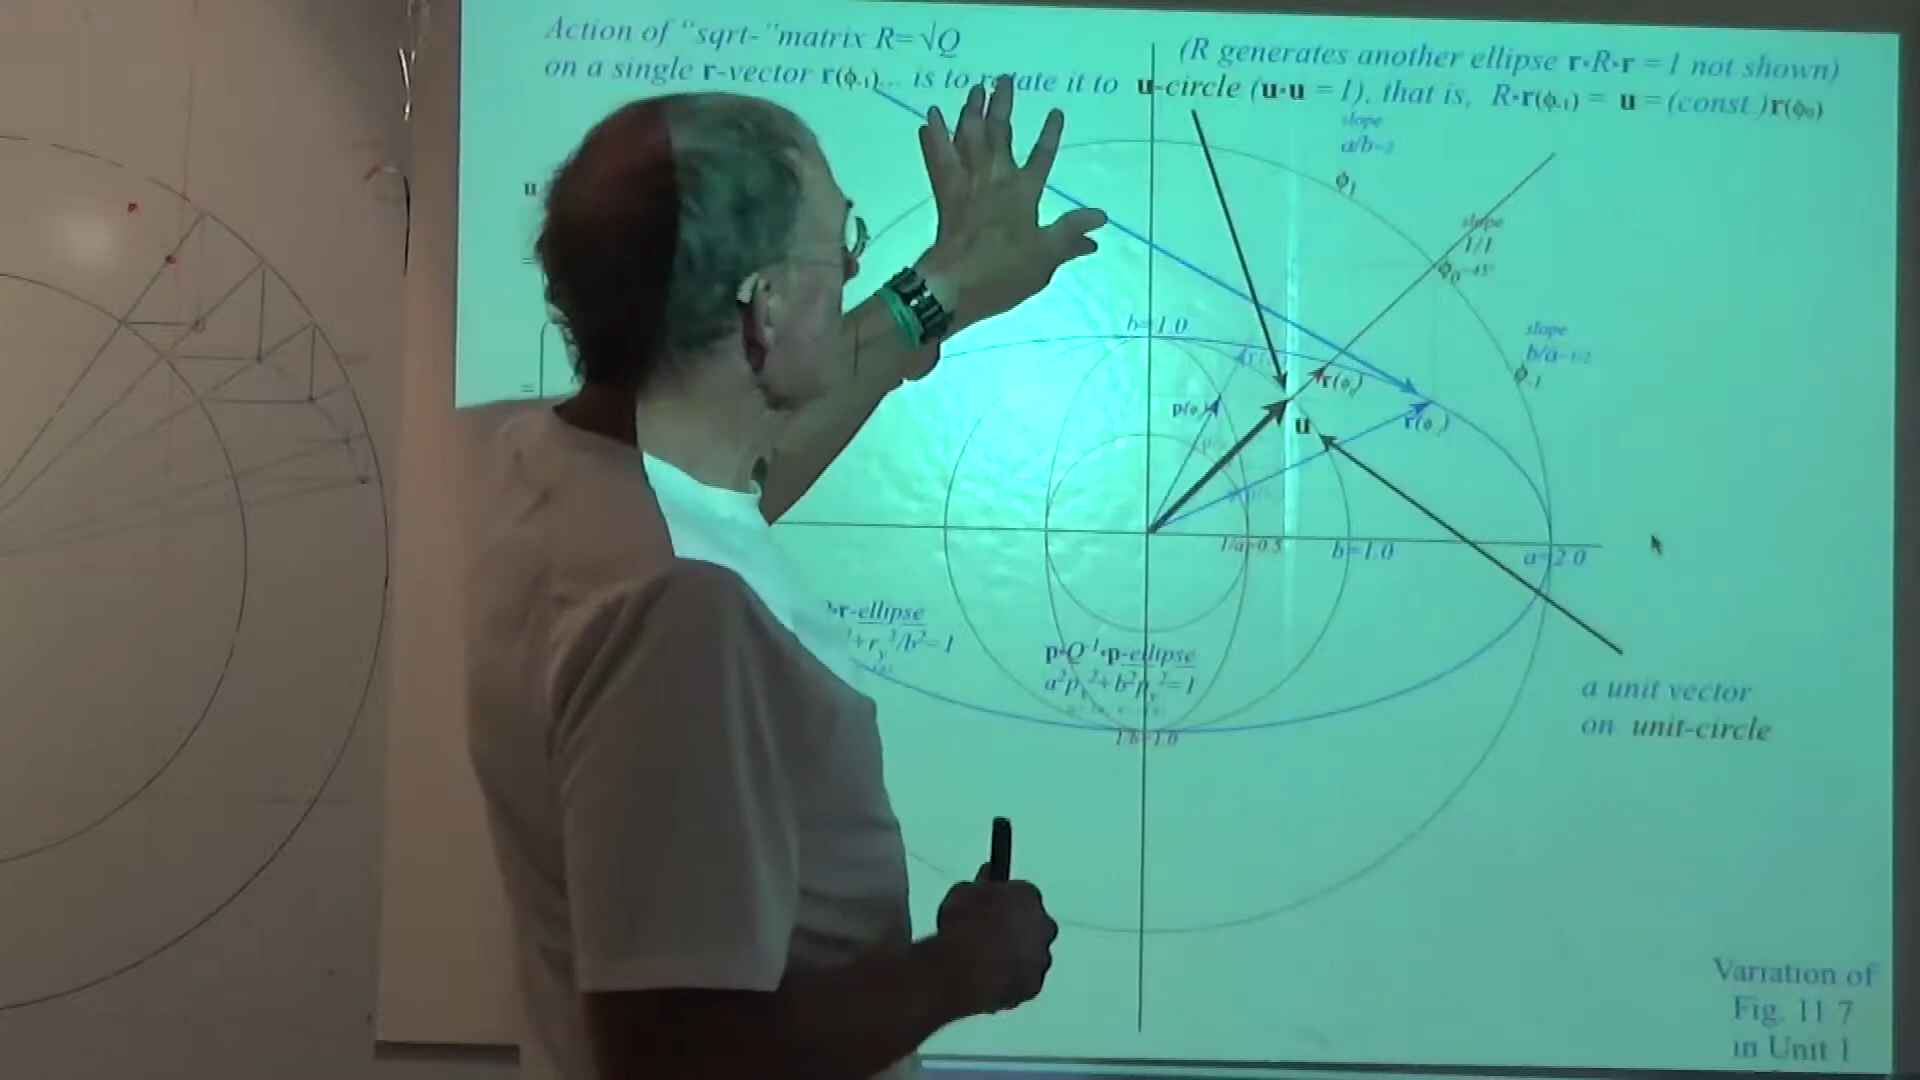 Action of "sqrt-"matrix R=√Q
(R generates another ellipse r•R•r = 1 not shown)
on a single r-vector r(ϕ-1)... is to rotate it to u-circle (u•u = 1), that is, R•r(ϕ-1) = u = (const.)r(ϕ0)
slope
a/b=2
ϕ1
u
slope
1/1
ϕ0=45°
=
b=1.0
slope
b/a=1/2
ϕ-1
=
r(ϕ0)
p(ϕ
u
r(ϕ
1/a=0.5
b=1.0
a=2.0
•r-ellipse
+ry²/b²=1
p•Q⁻¹•p-ellipse
a²px²+b²py²=1
1/b=1.0
a unit vector
on unit-circle
Variation of
Fig. 11.7
in Unit 1